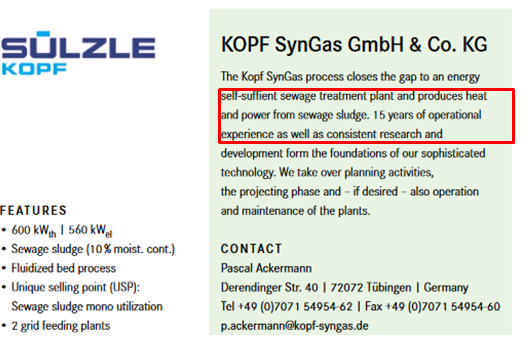 SÜLZLE
KOPF
FEATURES
• 600 kWth | 560 kWel
• Sewage sludge (10 % moist. cont.)
• Fluidized bed process
• Unique selling point (USP):
Sewage sludge mono utilization
• 2 grid feeding plants
KOPF SynGas GmbH & Co. KG
The Kopf SynGas process closes the gap to an energy
self-suffient sewage treatment plant and produces heat
and power from sewage sludge. 15 years of operational
experience as well as consistent research and
development form the foundations of our sophisticated
technology. We take over planning activities,
the projecting phase and – if desired – also operation
and maintenance of the plants.
CONTACT
Pascal Ackermann
Derendinger Str. 40 | 72072 Tübingen | Germany
Tel +49 (0)7071 54954-62 | Fax +49 (0)7071 54954-60
p.ackermann@kopf-syngas.de